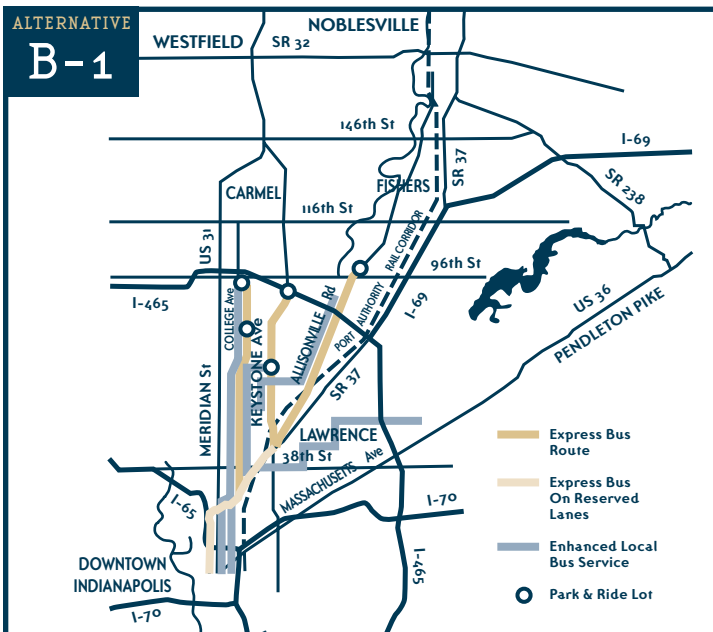 ALTERNATIVE
B-1
NOBLESVILLE
WESTFIELD
SR 32
146th St
I-69
SR 37
SR 238
CARMEL
FISHERS
116th St
US 31
PORT AUTHORITY RAIL CORRIDOR
96th St
I-465
COLLEGE Ave
ALLISONVILLE Rd
I-69
US 36
PENDLETON PIKE
KEYSTONE Ave
MERIDIAN St
SR 37
LAWRENCE
38th St
MASSACHUSETTS Ave
I-65
I-70
I-465
DOWNTOWN
INDIANAPOLIS
I-70
Express Bus
Route
Express Bus
On Reserved
Lanes
Enhanced Local
Bus Service
Park & Ride Lot